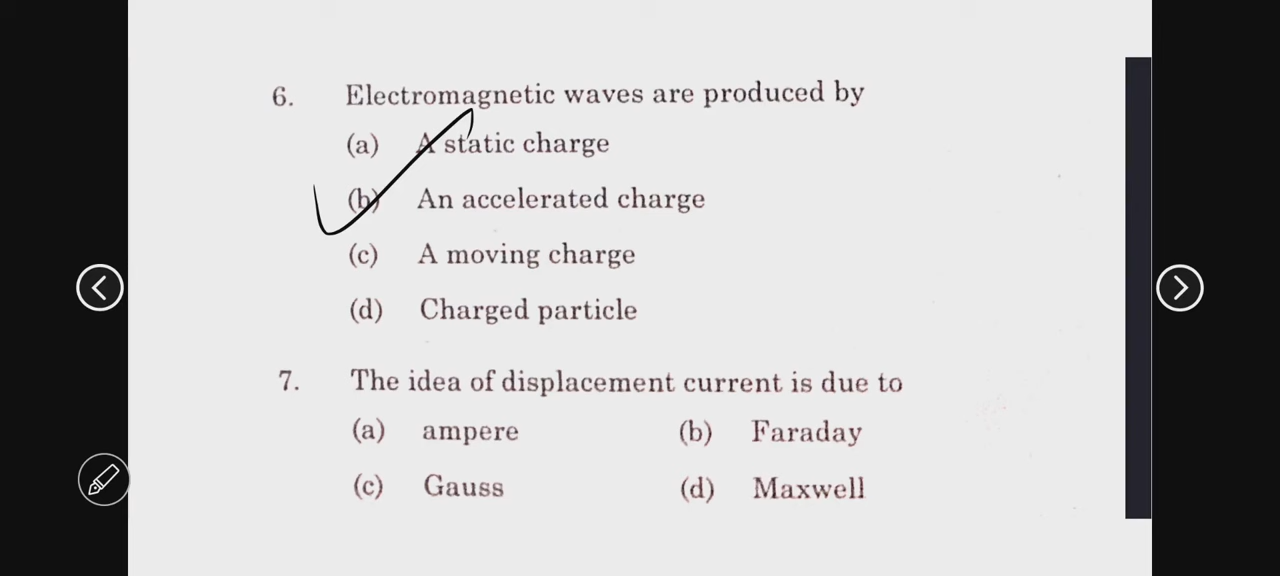 6. Electromagnetic waves are produced by
(a) A static charge
(b) An accelerated charge
(c) A moving charge
(d) Charged particle
7. The idea of displacement current is due to
(a) ampere (b) Faraday
(c) Gauss (d) Maxwell